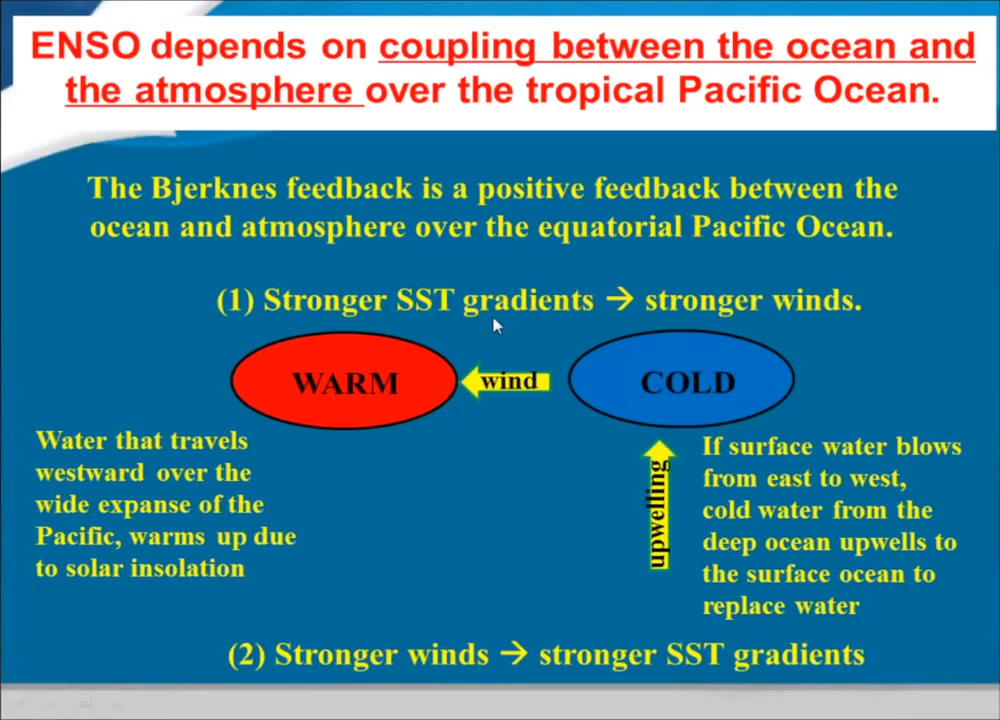 ENSO depends on coupling between the ocean and
the atmosphere over the tropical Pacific Ocean.
The Bjerknes feedback is a positive feedback between the
ocean and atmosphere over the equatorial Pacific Ocean.
(1) Stronger SST gradients → stronger winds.
WARM
wind
COLD
Water that travels
westward over the
wide expanse of the
Pacific, warms up due
to solar insolation
upwelling
If surface water blows
from east to west,
cold water from the
deep ocean upwells to
the surface ocean to
replace water
(2) Stronger winds → stronger SST gradients